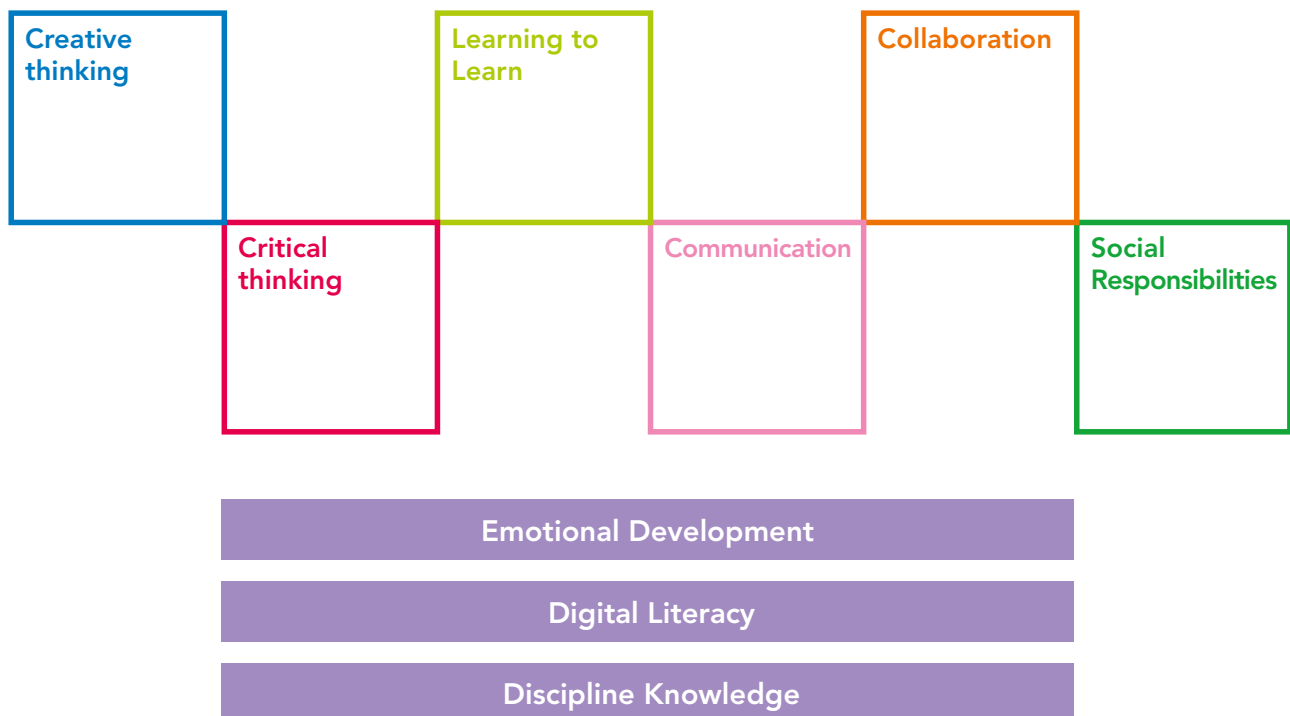 Creative
thinking
Learning to
Learn
Collaboration
Critical
thinking
Communication
Social
Responsibilities
Emotional Development
Digital Literacy
Discipline Knowledge